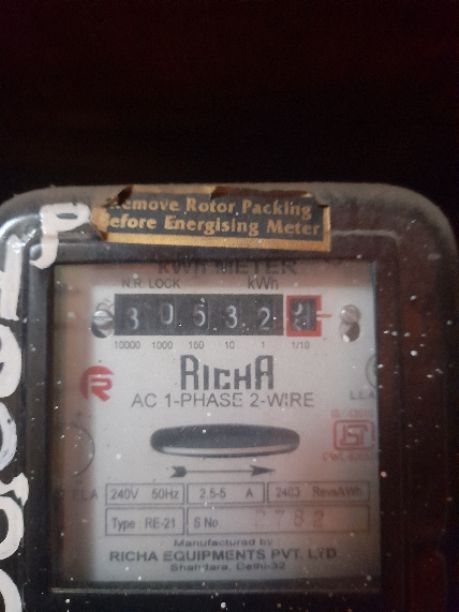 Remove Rotor Packing
Before Energising Meter
kWh METER
N.R. LOCK kWh
3 0 5 3 2
10000 1000 100 10 1 1/10
RICHA
AC 1-PHASE 2-WIRE
240V 50Hz 2.5-5 A 2403 Revs/kWh
Type RE-21 S No 2782
Manufactured by
RICHA EQUIPMENTS PVT. LTD
Shahdara, Delhi-32